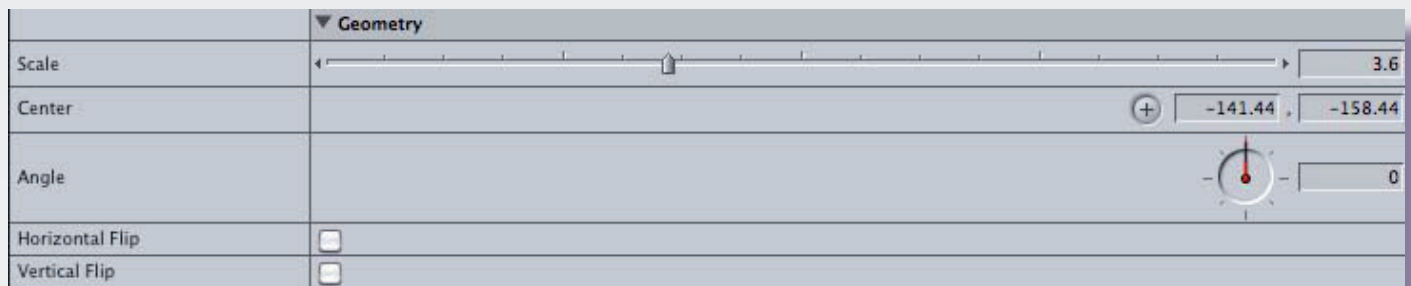 Geometry
Scale 3.6
Center -141.44 , -158.44
Angle 0
Horizontal Flip
Vertical Flip